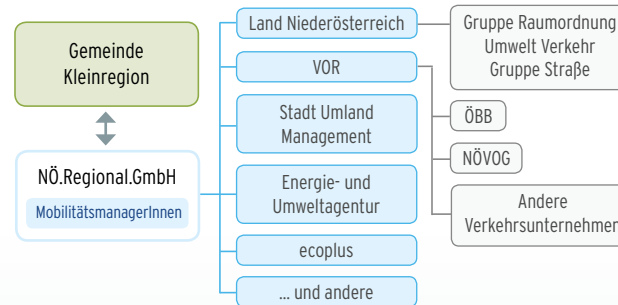 Gemeinde
Kleinregion
NÖ.Regional.GmbH
MobilitätsmanagerInnen
Land Niederösterreich
VOR
Stadt Umland
Management
Energie- und
Umweltagentur
ecoplus
... und andere
Gruppe Raumordnung
Umwelt Verkehr
Gruppe Straße
ÖBB
NÖVOG
Andere
Verkehrsunternehmen